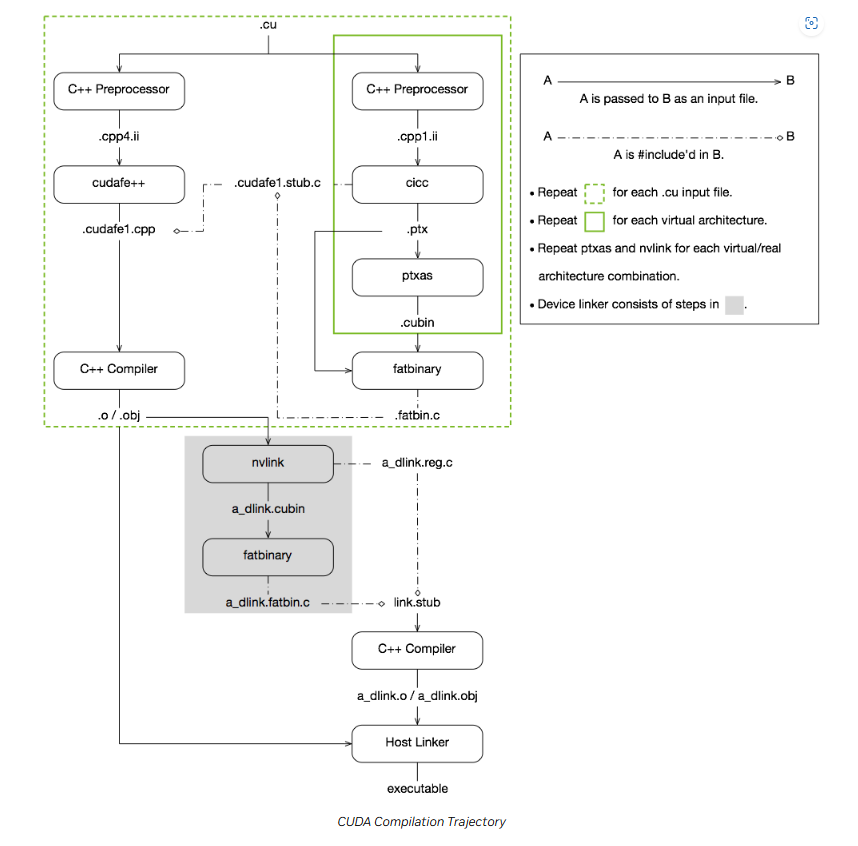 .cu
C++ Preprocessor
C++ Preprocessor
.cpp4.ii
.cpp1.ii
cudafe++
.cudafe1.stub.c
cicc
.cudafe1.cpp
.ptx
ptxas
.cubin
C++ Compiler
fatbinary
.o / .obj
.fatbin.c
nvlink
a_dlink.reg.c
a_dlink.cubin
fatbinary
a_dlink.fatbin.c
link.stub
C++ Compiler
a_dlink.o / a_dlink.obj
Host Linker
executable
A B
A is passed to B as an input file.
A B
A is #include'd in B.
• Repeat for each .cu input file.
• Repeat for each virtual architecture.
• Repeat ptxas and nvlink for each virtual/real
architecture combination.
• Device linker consists of steps in .
CUDA Compilation Trajectory